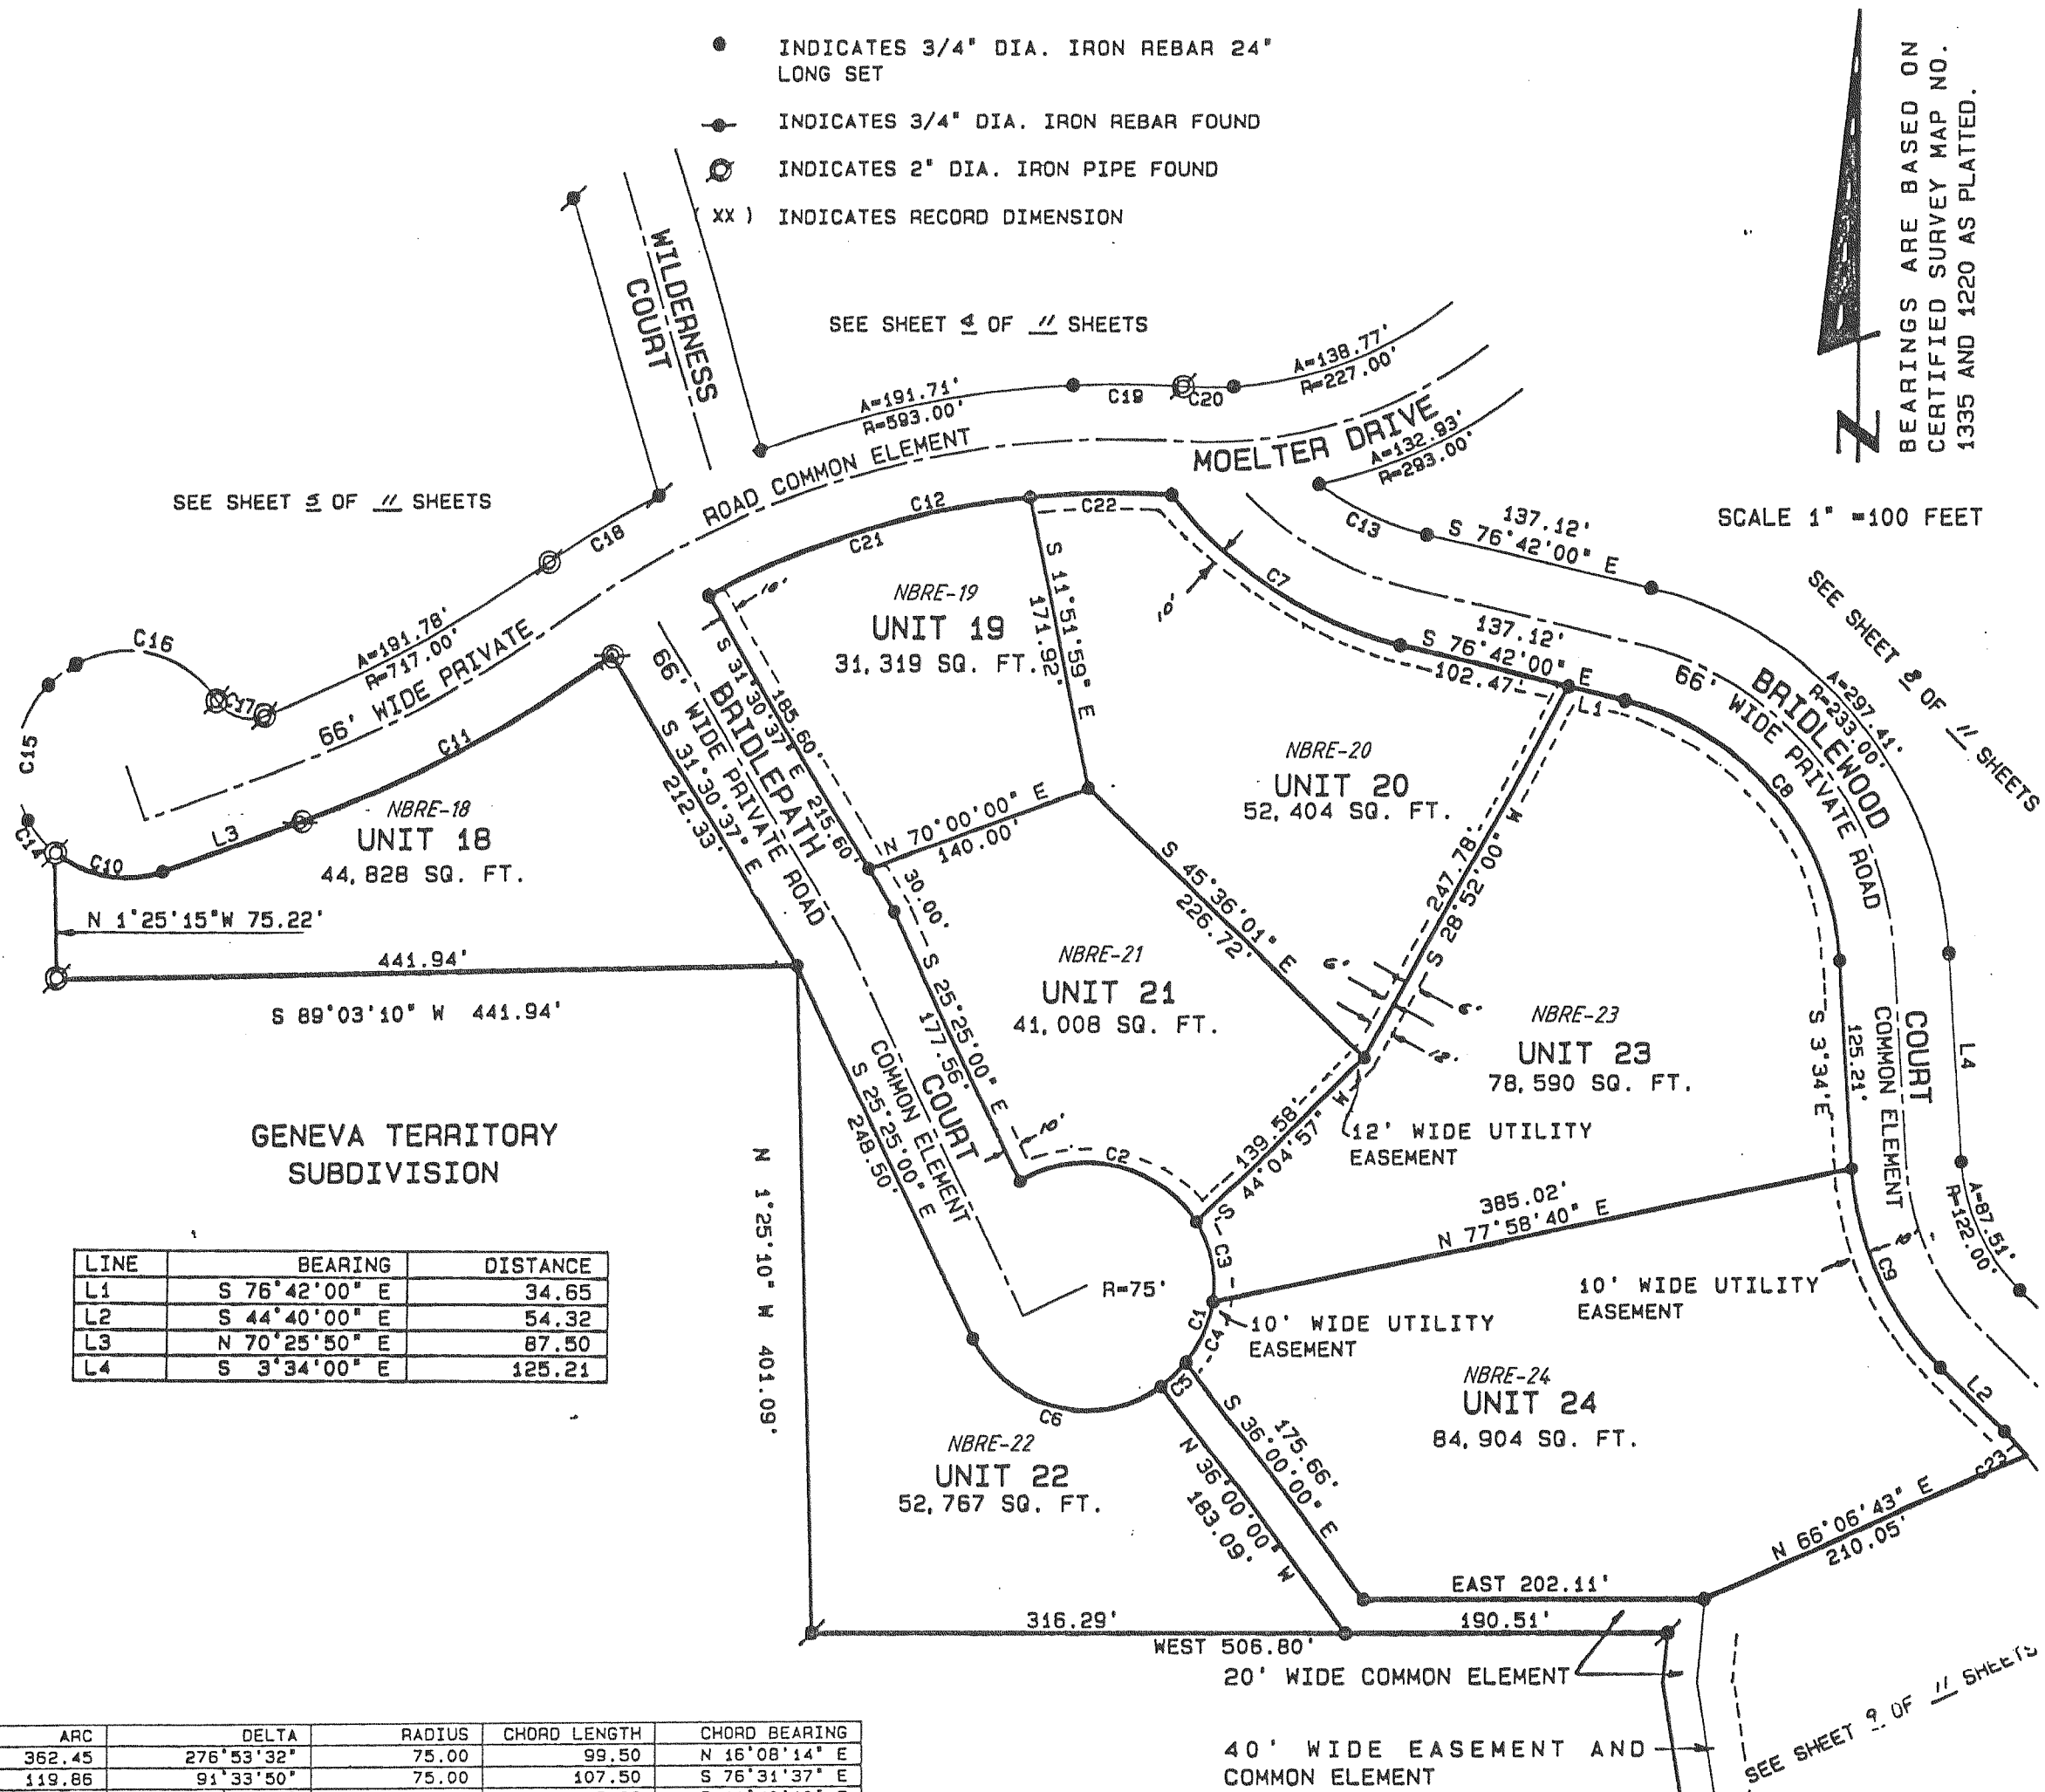 INDICATES 3/4" DIA. IRON REBAR 24"
LONG SET
INDICATES 3/4" DIA. IRON REBAR FOUND
INDICATES 2" DIA. IRON PIPE FOUND
( XX ) INDICATES RECORD DIMENSION
BEARINGS ARE BASED ON
CERTIFIED SURVEY MAP NO.
1335 AND 1220 AS PLATTED.
Z
SCALE 1" =100 FEET
WILDERNESS
COURT
SEE SHEET 4 OF 11 SHEETS
SEE SHEET 5 OF 11 SHEETS
SEE SHEET 8 OF 11 SHEETS
A=191.71'
R=593.00'
C19
C20
A=138.77'
R=227.00'
MOELTER DRIVE
A=132.93'
R=293.00'
ROAD COMMON ELEMENT
C18
C12
C21
C22
C13
137.12'
S 76°42'00" E
C16
C17
C15
C14
C10
A=191.78'
R=717.00'
66' WIDE PRIVATE
C11
L3
NBRE-18
UNIT 18
44,828 SQ. FT.
N 1°25'15"W 75.22'
441.94'
S 89°03'10" W 441.94'
S 31°30'37" E
212.33'
66' WIDE PRIVATE ROAD
BRIDLEPATH
10'
S 31°30'37" E
185.60'
215.60'
NBRE-19
UNIT 19
31,319 SQ. FT.
S 11°51'59" E
171.92'
N 70°00'00" E
140.00'
30.00'
C7
10'
137.12'
S 76°42'00" E
102.47'
L1
NBRE-20
UNIT 20
52,404 SQ. FT.
BRIDLEWOOD
66' WIDE PRIVATE ROAD
A=297.41'
R=233.00'
C8
S 45°36'01" E
226.72'
247.78'
S 28°52'00" W
NBRE-21
UNIT 21
41,008 SQ. FT.
S 25°25'00" E
177.56'
COURT
COMMON ELEMENT
S 25°25'00" E
248.50'
6'
6'
12'
NBRE-23
UNIT 23
78,590 SQ. FT.
S 3°34'E
125.21'
COURT
COMMON ELEMENT
L4
A=87.51'
R=122.00'
10'
C2
139.58'
S 44°04'57" W
12' WIDE UTILITY
EASEMENT
GENEVA TERRITORY
SUBDIVISION
N 1°25'10" W 401.09'
C3
R=75'
C1
C4
C5
C6
385.02'
N 77°58'40" E
10' WIDE UTILITY
EASEMENT
10' WIDE UTILITY
EASEMENT
C9
L2
C23
NBRE-24
UNIT 24
84,904 SQ. FT.
NBRE-22
UNIT 22
52,767 SQ. FT.
S 36°00'00" E
175.66'
N 36°00'00" W
183.09'
N 66°06'43" E
210.05'
EAST 202.11'
316.29'
190.51'
WEST 506.80'
20' WIDE COMMON ELEMENT
40' WIDE EASEMENT AND
COMMON ELEMENT
SEE SHEET 9 OF 11 SHEETS
LINE BEARING DISTANCE
L1 S 76°42'00" E 34.65
L2 S 44°40'00" E 54.32
L3 N 70°25'50" E 87.50
L4 S 3°34'00" E 125.21
ARC DELTA RADIUS CHORD LENGTH CHORD BEARING
362.45 276°53'32" 75.00 99.50 N 16°08'14" E
119.86 91°33'50" 75.00 107.50 S 76°31'37" E